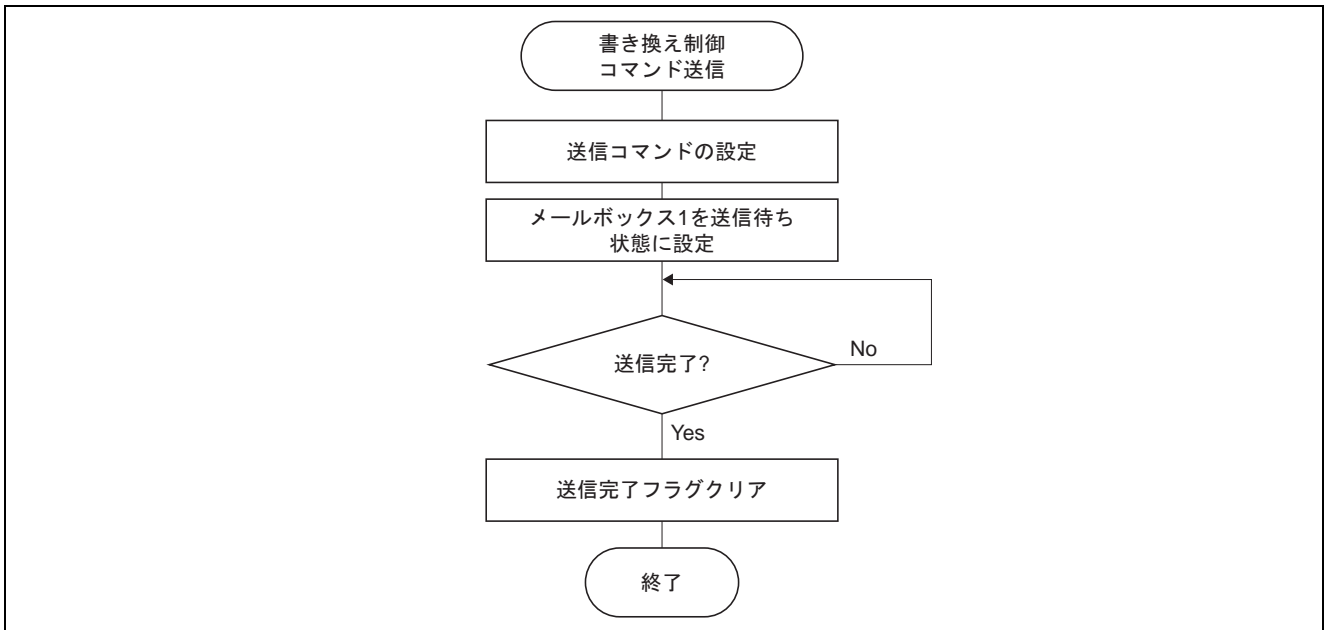 書き換え制御
コマンド送信
送信コマンドの設定
メールボックス1を送信待ち
状態に設定
送信完了?
No
Yes
送信完了フラグクリア
終了